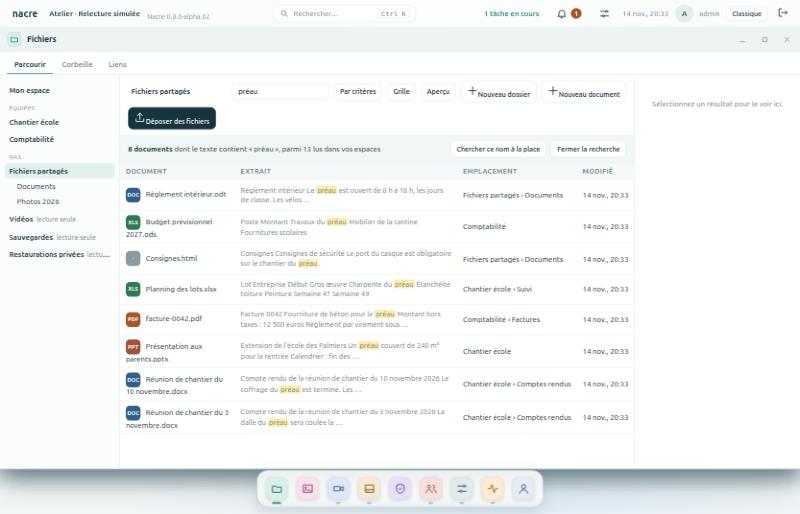 nacre Atelier · Relecture simulée Nacre 0.0.0-alpha.62 Rechercher... Ctrl K 1 tâche en cours 1 14 nov., 20:33 A admin Classique
Fichiers
Parcourir Corbeille Liens
Mon espace
ÉQUIPES
Chantier école
Comptabilité
NAS
Fichiers partagés
Documents
Photos 2026
Vidéos lecture seule
Sauvegardes lecture seule
Restaurations privées lectu...
Fichiers partagés préau Par critères Grille Aperçu Nouveau dossier Nouveau document
Déposer des fichiers
8 documents dont le texte contient « préau », parmi 13 lus dans vos espaces Chercher ce nom à la place Fermer la recherche
DOCUMENT EXTRAIT EMPLACEMENT MODIFIÉ
DOC Règlement intérieur.odt Règlement intérieur Le préau est ouvert de 8 h à 18 h, les jours
de classe. Les vélos ... Fichiers partagés › Documents 14 nov., 20:33
XLS Budget prévisionnel
2027.ods Poste Montant Travaux du préau Mobilier de la cantine
Fournitures scolaires Comptabilité 14 nov., 20:33
Consignes.html Consignes Consignes de sécurité Le port du casque est obligatoire
sur le chantier du préau. Fichiers partagés › Documents 14 nov., 20:33
XLS Planning des lots.xlsx Lot Entreprise Début Gros œuvre Charpente du préau Étanchéité
toiture Peinture Semaine 47 Semaine 49 Chantier école › Suivi 14 nov., 20:33
PDF facture-0042.pdf Facture 0042 Fourniture de béton pour le préau Montant hors
taxes : 12 500 euros Règlement par virement sous ... Comptabilité › Factures 14 nov., 20:33
PPT Présentation aux
parents.pptx Extension de l'école des Palmiers Un préau couvert de 240 m²
pour la rentrée Calendrier : fin des ... Chantier école 14 nov., 20:33
DOC Réunion de chantier du
10 novembre.docx Compte rendu de la réunion de chantier du 10 novembre 2026 Le
coffrage du préau est terminé. Les ... Chantier école › Comptes rendus 14 nov., 20:33
DOC Réunion de chantier du 3
novembre.docx Compte rendu de la réunion de chantier du 3 novembre 2026 La
dalle du préau sera coulée la ... Chantier école › Comptes rendus 14 nov., 20:33
Sélectionnez un résultat pour le voir ici.